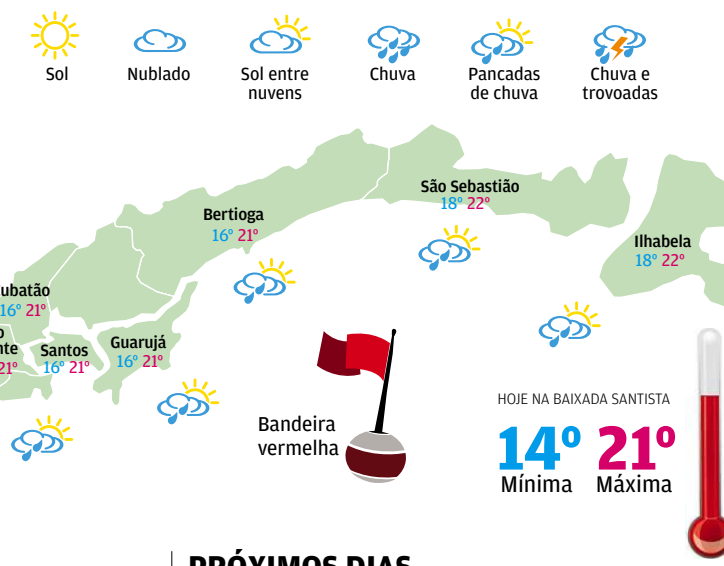 Sol
Nublado
Sol entre
nuvens
Chuva
Pancadas
de chuva
Chuva e
trovoadas
São Sebastião
18º 22º
Bertioga
16º 21º
Ilhabela
18º 22º
ubatão
16º 21º
o
nte
21º
Santos
16º 21º
Guarujá
16º 21º
Bandeira
vermelha
HOJE NA BAIXADA SANTISTA
14º 21º
Mínima Máxima
PRÓXIMOS DIAS